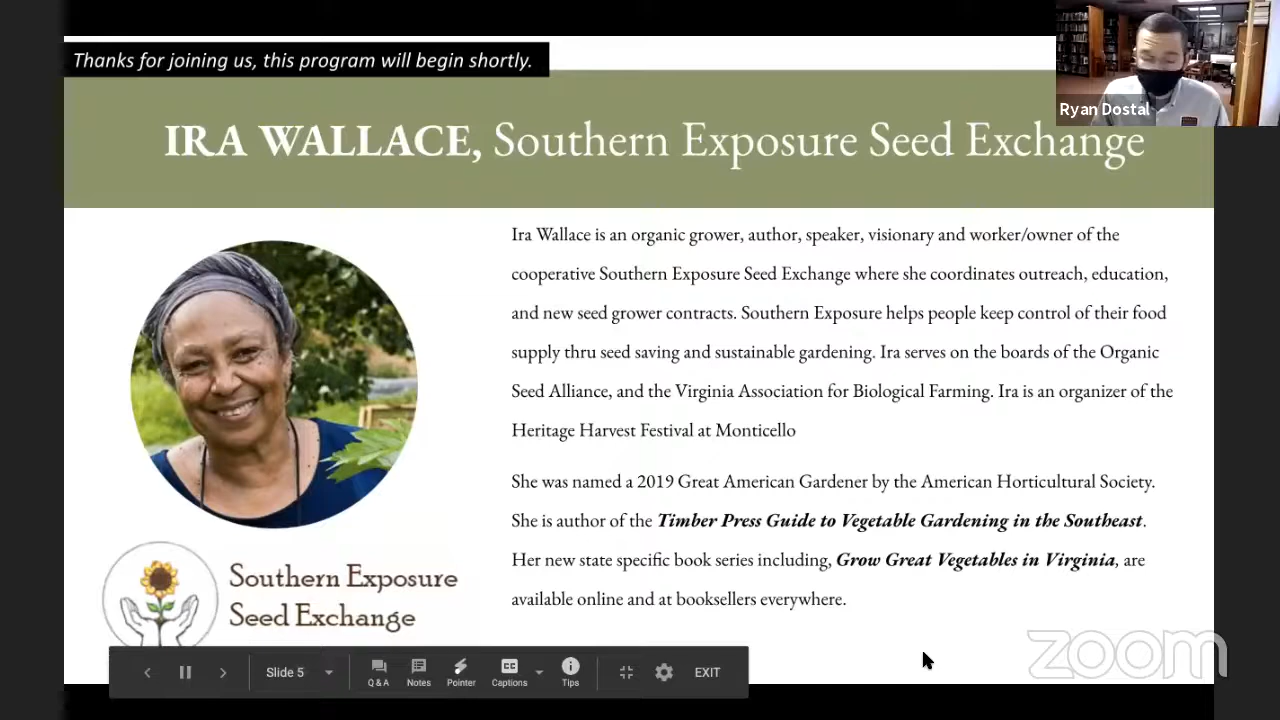 Thanks for joining us, this program will begin shortly.
Ryan Dostal
IRA WALLACE, Southern Exposure Seed Exchange
Ira Wallace is an organic grower, author, speaker, visionary and worker/owner of the
cooperative Southern Exposure Seed Exchange where she coordinates outreach, education,
and new seed grower contracts. Southern Exposure helps people keep control of their food
supply thru seed saving and sustainable gardening. Ira serves on the boards of the Organic
Seed Alliance, and the Virginia Association for Biological Farming. Ira is an organizer of the
Heritage Harvest Festival at Monticello
She was named a 2019 Great American Gardener by the American Horticultural Society.
She is author of the Timber Press Guide to Vegetable Gardening in the Southeast.
Her new state specific book series including, Grow Great Vegetables in Virginia, are
available online and at booksellers everywhere.
Southern Exposure
Seed Exchange
zoom
Slide 5
CC
Q & A
Notes
Pointer
Captions
Tips
EXIT